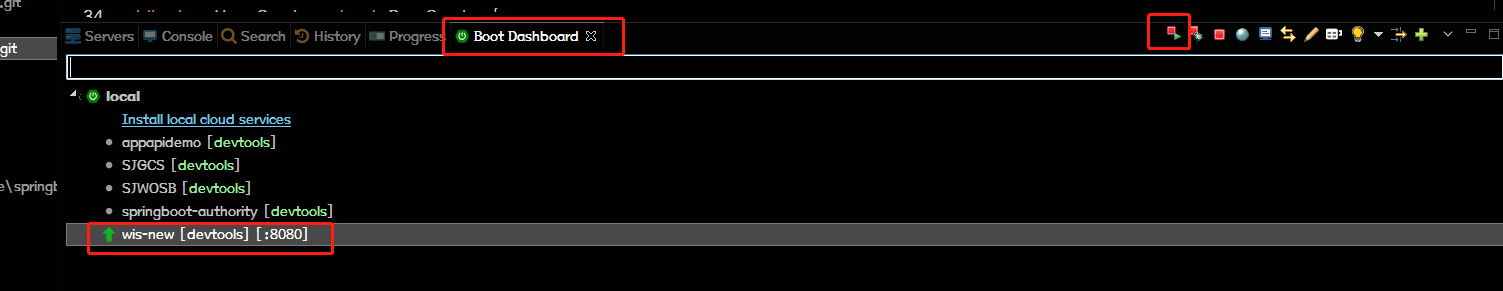 .git
34
Servers Console Search History Progress Boot Dashboard
git
local
Install local cloud services
appapidemo [devtools]
SJGCS [devtools]
e\springb SJWOSB [devtools]
springboot-authority [devtools]
wis-new [devtools] [:8080]